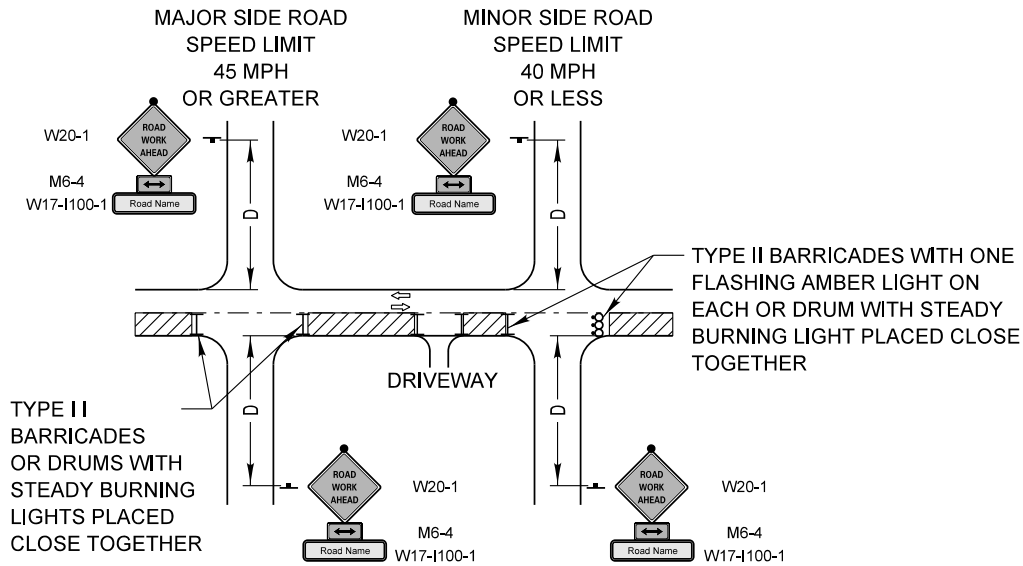 MAJOR SIDE ROAD
SPEED LIMIT
45 MPH
OR GREATER
MINOR SIDE ROAD
SPEED LIMIT
40 MPH
OR LESS
W20-1
ROAD
WORK
AHEAD
M6-4
W17-I100-1
Road Name
D
W20-1
ROAD
WORK
AHEAD
M6-4
W17-I100-1
Road Name
D
TYPE II BARRICADES WITH ONE
FLASHING AMBER LIGHT ON
EACH OR DRUM WITH STEADY
BURNING LIGHT PLACED CLOSE
TOGETHER
DRIVEWAY
TYPE II
BARRICADES
OR DRUMS WITH
STEADY BURNING
LIGHTS PLACED
CLOSE TOGETHER
D
ROAD
WORK
AHEAD
W20-1
M6-4
Road Name
W17-I100-1
D
ROAD
WORK
AHEAD
W20-1
M6-4
Road Name
W17-I100-1